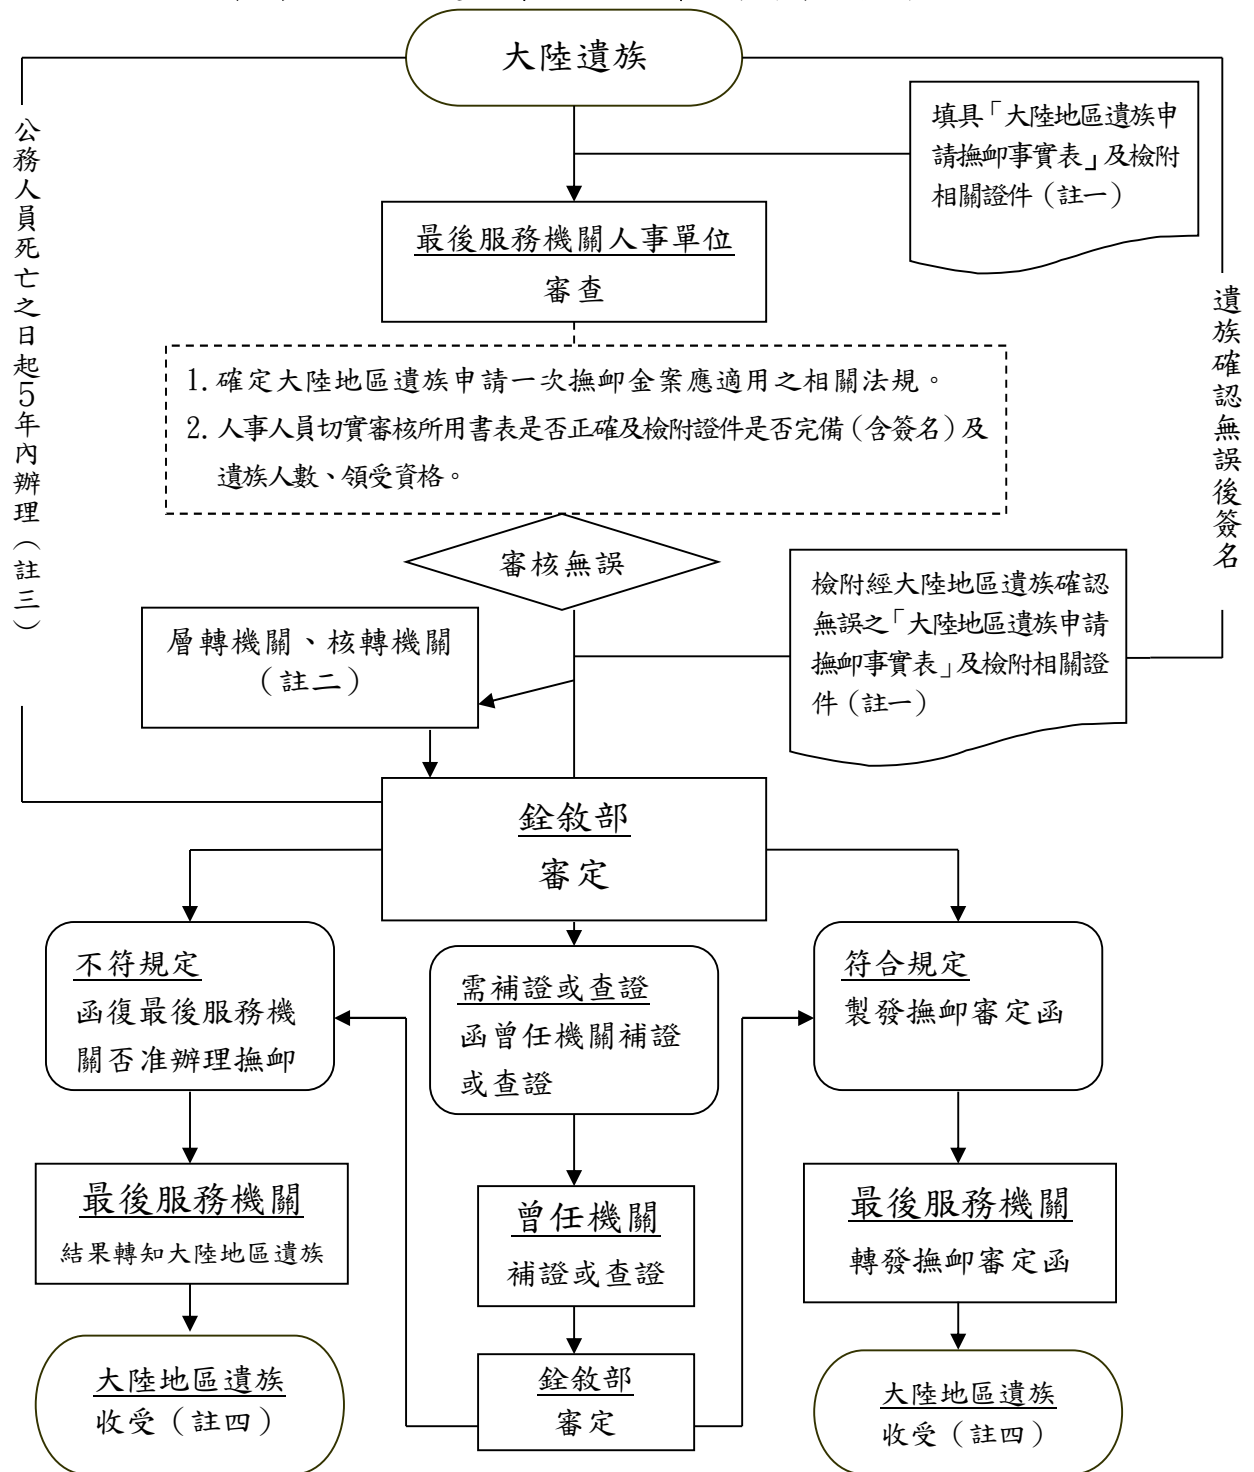 大陸遺族
填具「大陸地區遺族申
請撫卹事實表」及檢附
相關證件（註一）
公務人員死亡之日起5年內辦理（註三）
最後服務機關人事單位
審查
遺族確認無誤後簽名
1. 確定大陸地區遺族申請一次撫卹金案應適用之相關法規。
2. 人事人員切實審核所用書表是否正確及檢附證件是否完備（含簽名）及
遺族人數、領受資格。
審核無誤
檢附經大陸地區遺族確認
無誤之「大陸地區遺族申請
撫卹事實表」及檢附相關證
件（註一）
層轉機關、核轉機關
（註二）
銓敘部
審定
不符規定
函復最後服務機
關否准辦理撫卹
需補證或查證
函曾任機關補證
或查證
符合規定
製發撫卹審定函
最後服務機關
結果轉知大陸地區遺族
曾任機關
補證或查證
最後服務機關
轉發撫卹審定函
大陸地區遺族
收受（註四）
銓敘部
審定
大陸地區遺族
收受（註四）